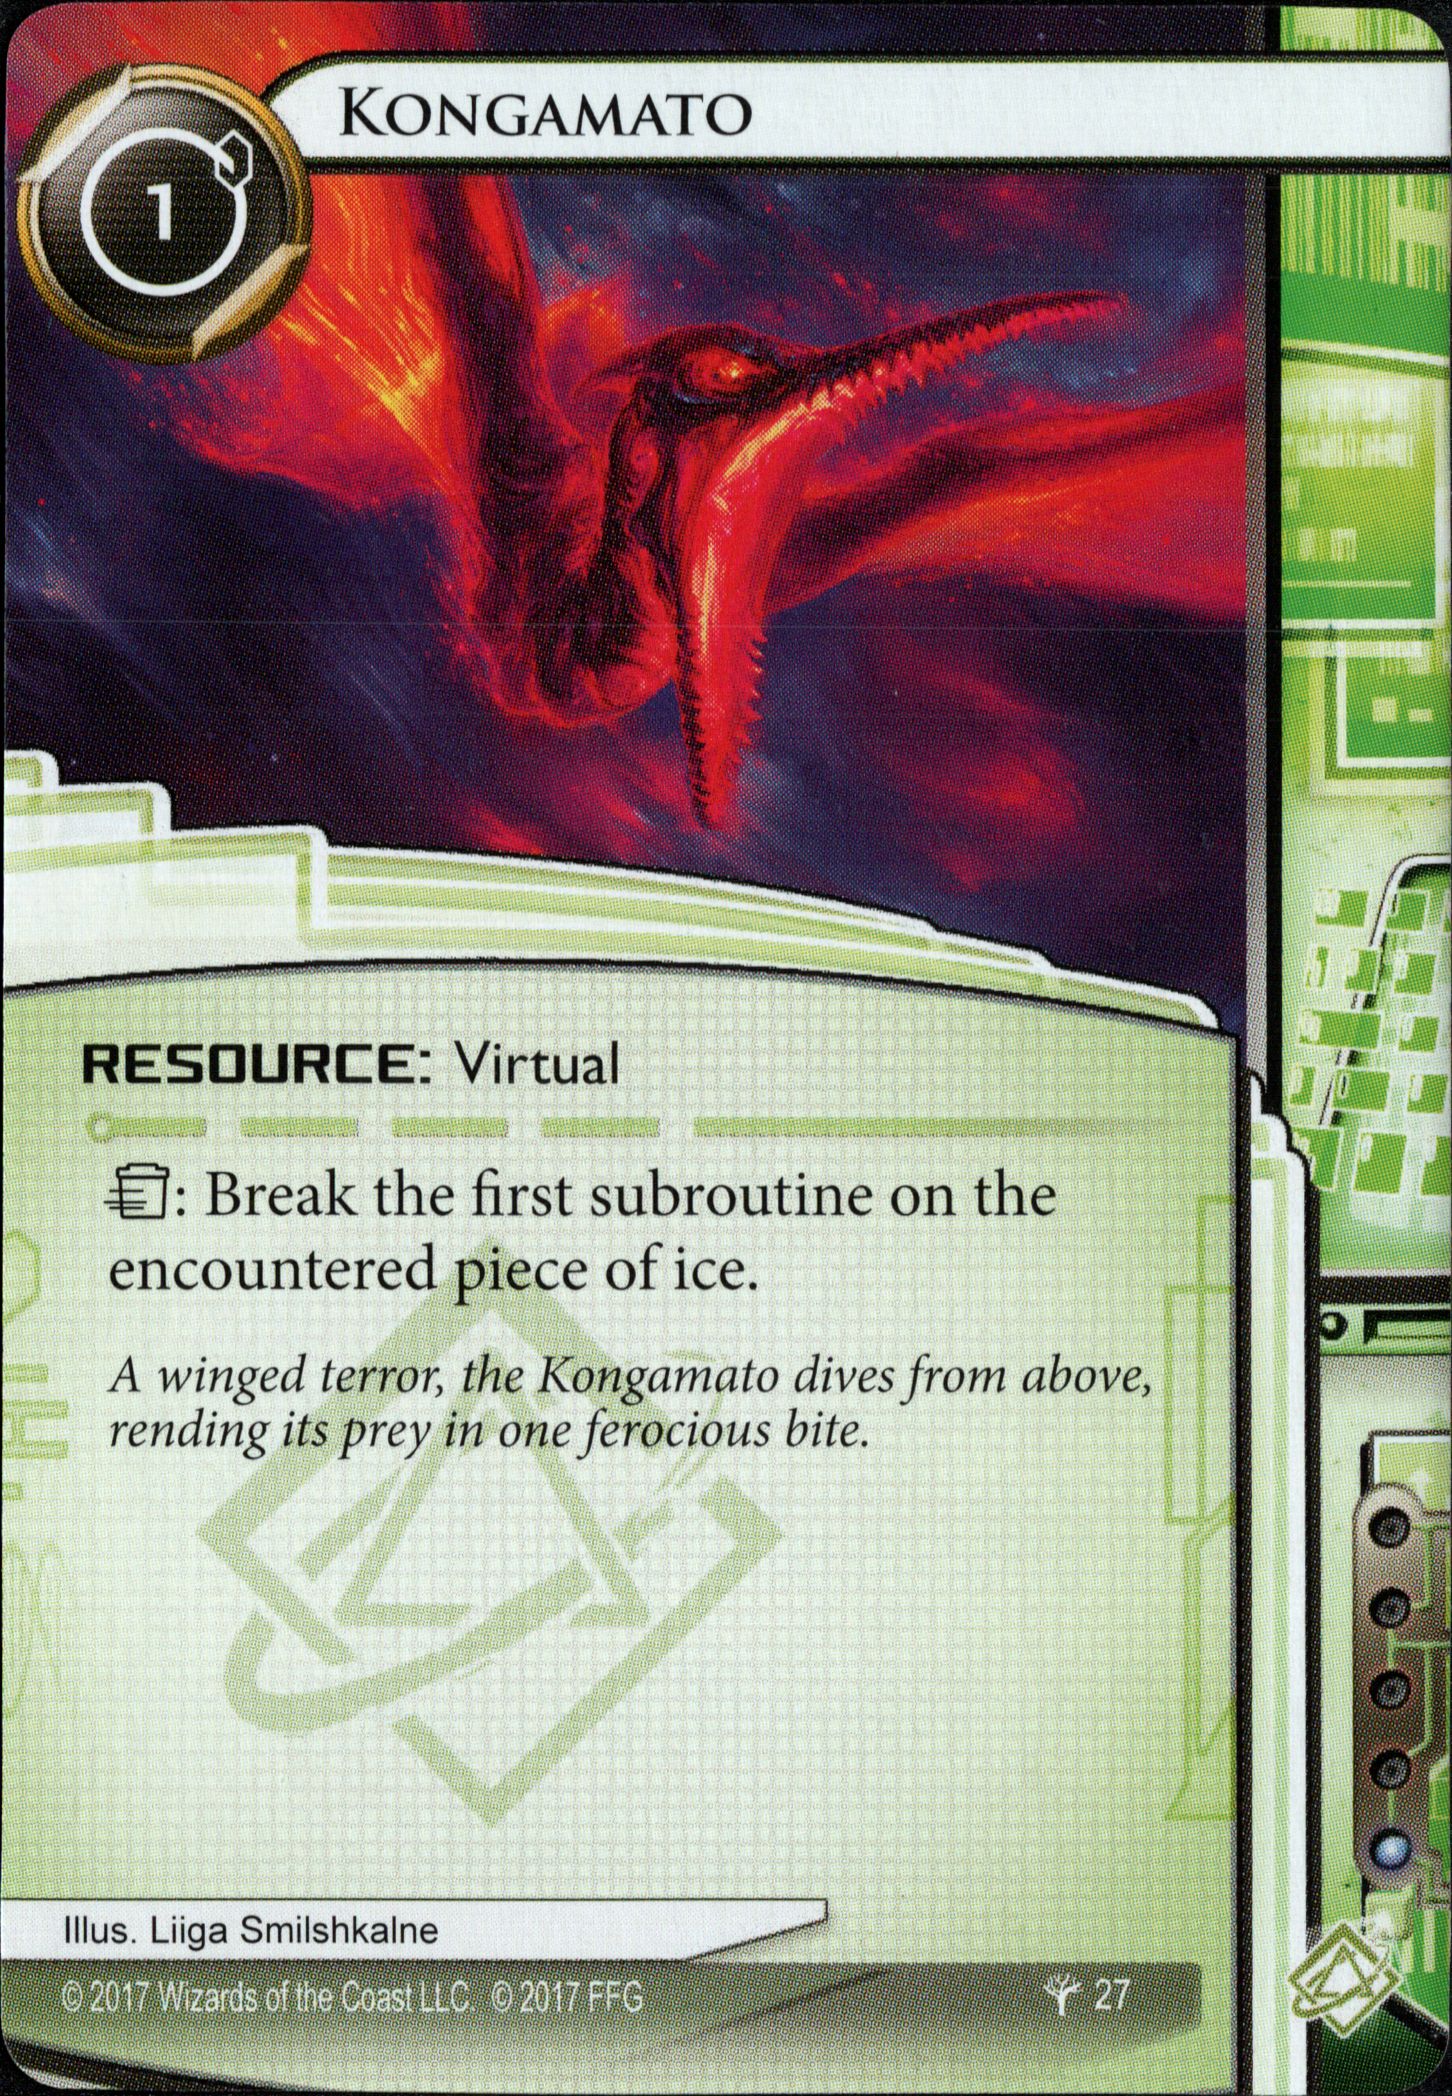 1
Kongamato
RESOURCE: Virtual
: Break the first subroutine on the
encountered piece of ice.
A winged terror, the Kongamato dives from above,
rending its prey in one ferocious bite.
Illus. Liiga Smilshkalne
© 2017 Wizards of the Coast LLC. © 2017 FFG
27